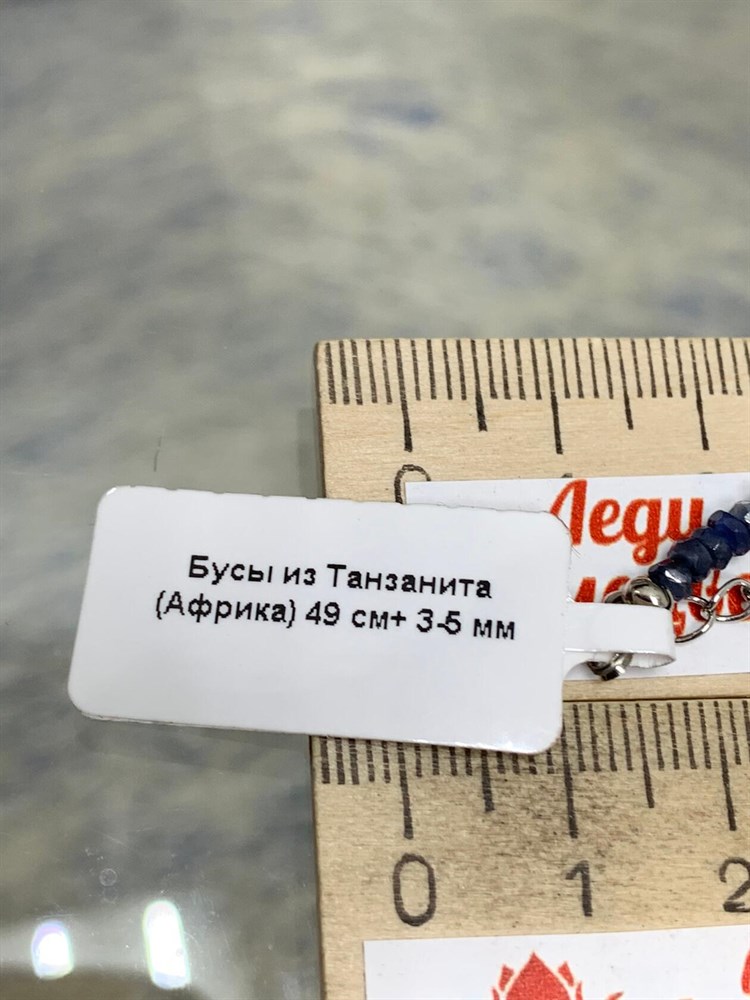 Бусы из Танзанита
(Африка) 49 см+ 3-5 мм
Леди
0 1 2